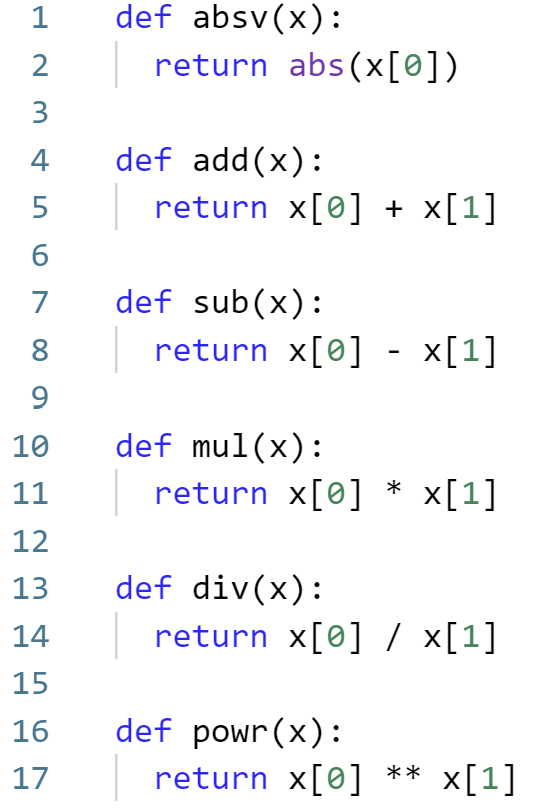 1 def absv(x):
2 return abs(x[0])
3
4 def add(x):
5 return x[0] + x[1]
6
7 def sub(x):
8 return x[0] - x[1]
9
10 def mul(x):
11 return x[0] * x[1]
12
13 def div(x):
14 return x[0] / x[1]
15
16 def powr(x):
17 return x[0] ** x[1]